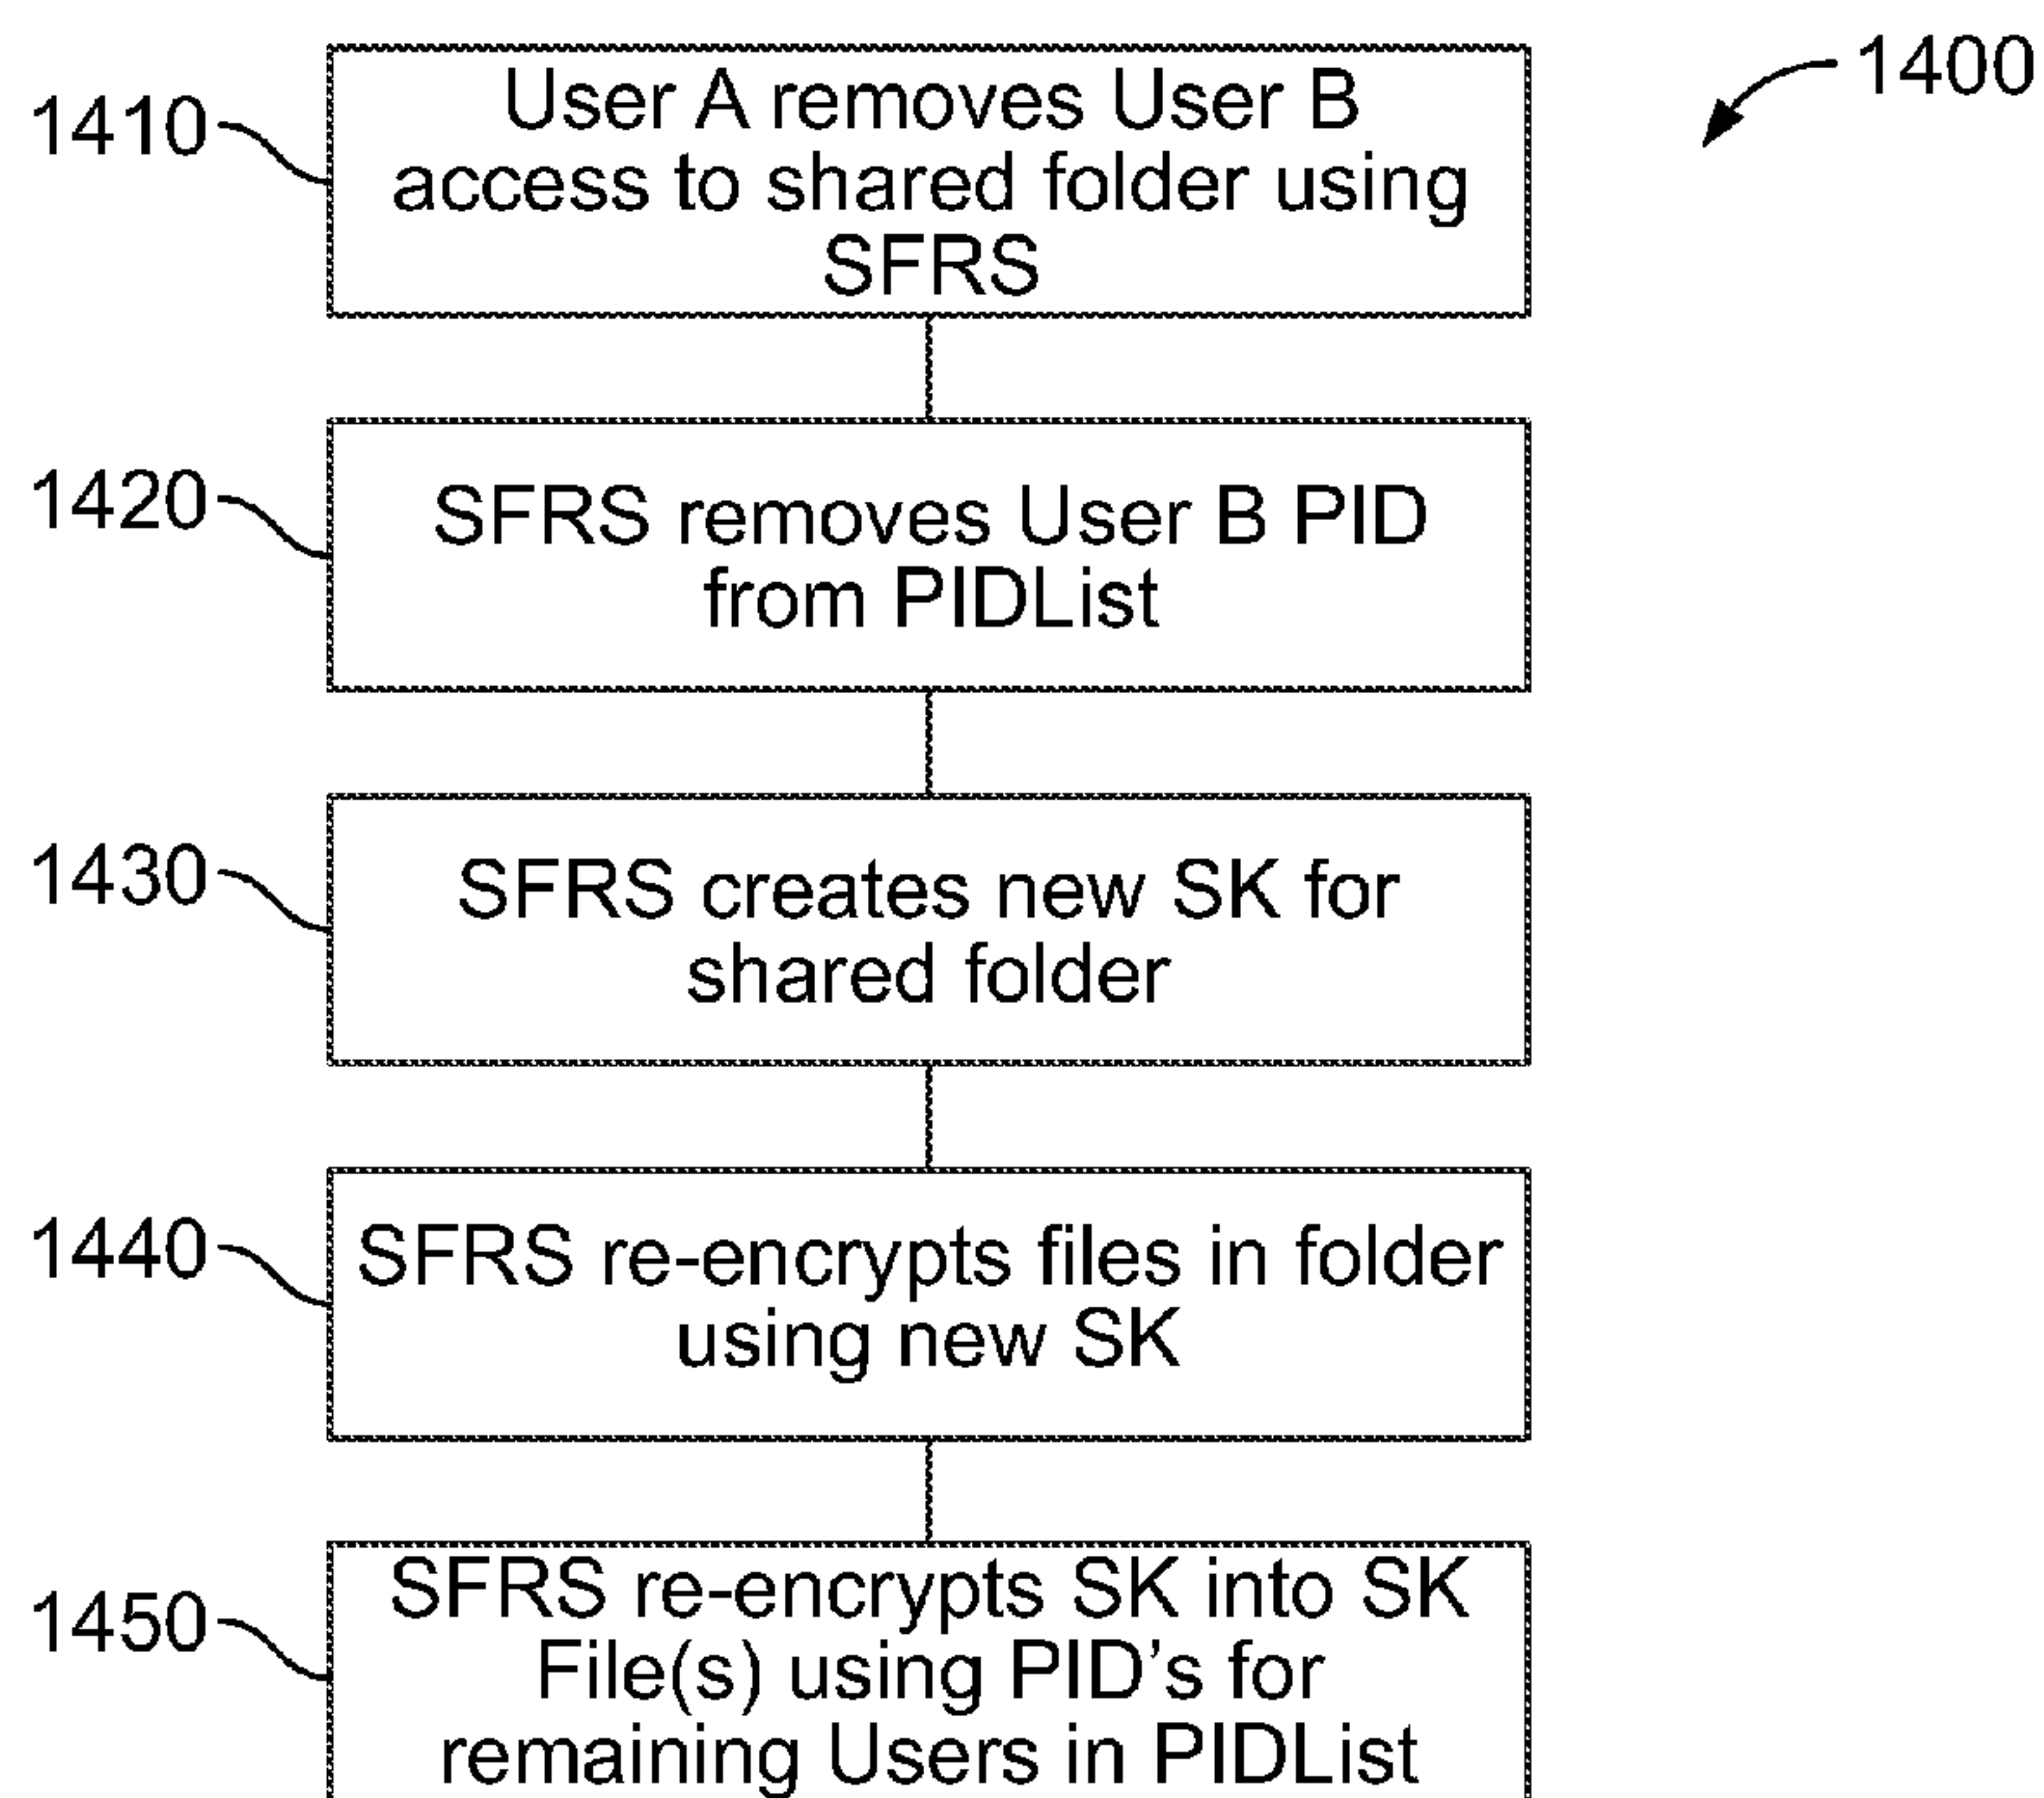 1400
1410
User A removes User B
access to shared folder using
SFRS
1420
SFRS removes User B PID
from PIDList
1430
SFRS creates new SK for
shared folder
1440
SFRS re-encrypts files in folder
using new SK
1450
SFRS re-encrypts SK into SK
File(s) using PID’s for
remaining Users in PIDList